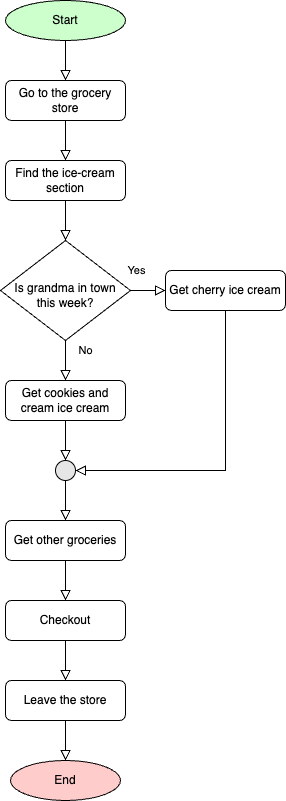 Start
Go to the grocery
store
Find the ice-cream
section
Is grandma in town
this week?
Yes
Get cherry ice cream
No
Get cookies and
cream ice cream
Get other groceries
Checkout
Leave the store
End